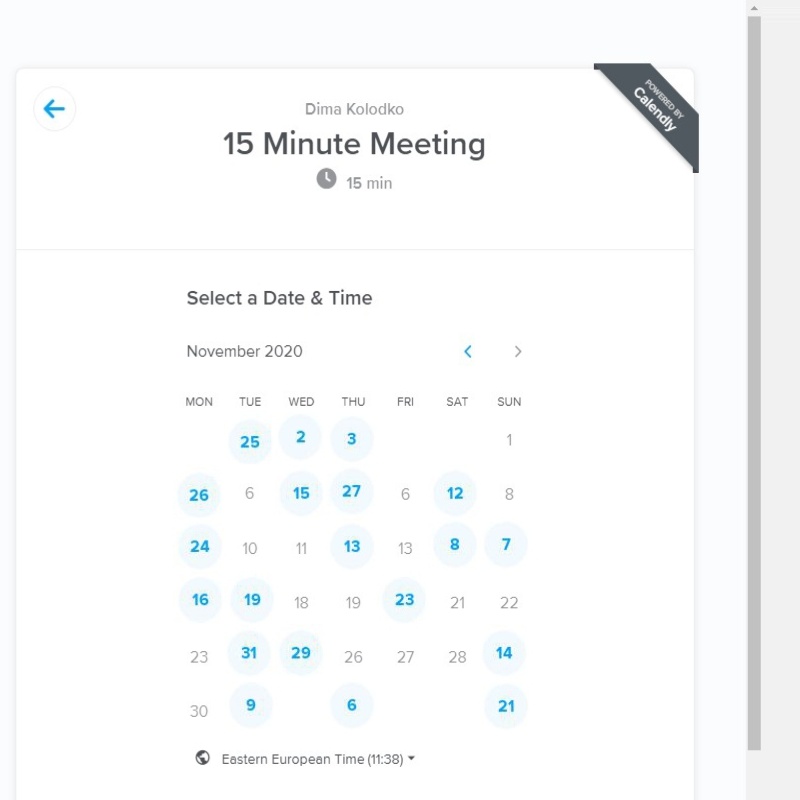 POWERED BY
Calendly
Dima Kolodko
15 Minute Meeting
15 min
Select a Date & Time
November 2020
MON TUE WED THU FRI SAT SUN
25 2 3 1
26 6 15 27 6 12 8
24 10 11 13 13 8 7
16 19 18 19 23 21 22
23 31 29 26 27 28 14
30 9 6 21
Eastern European Time (11:38)